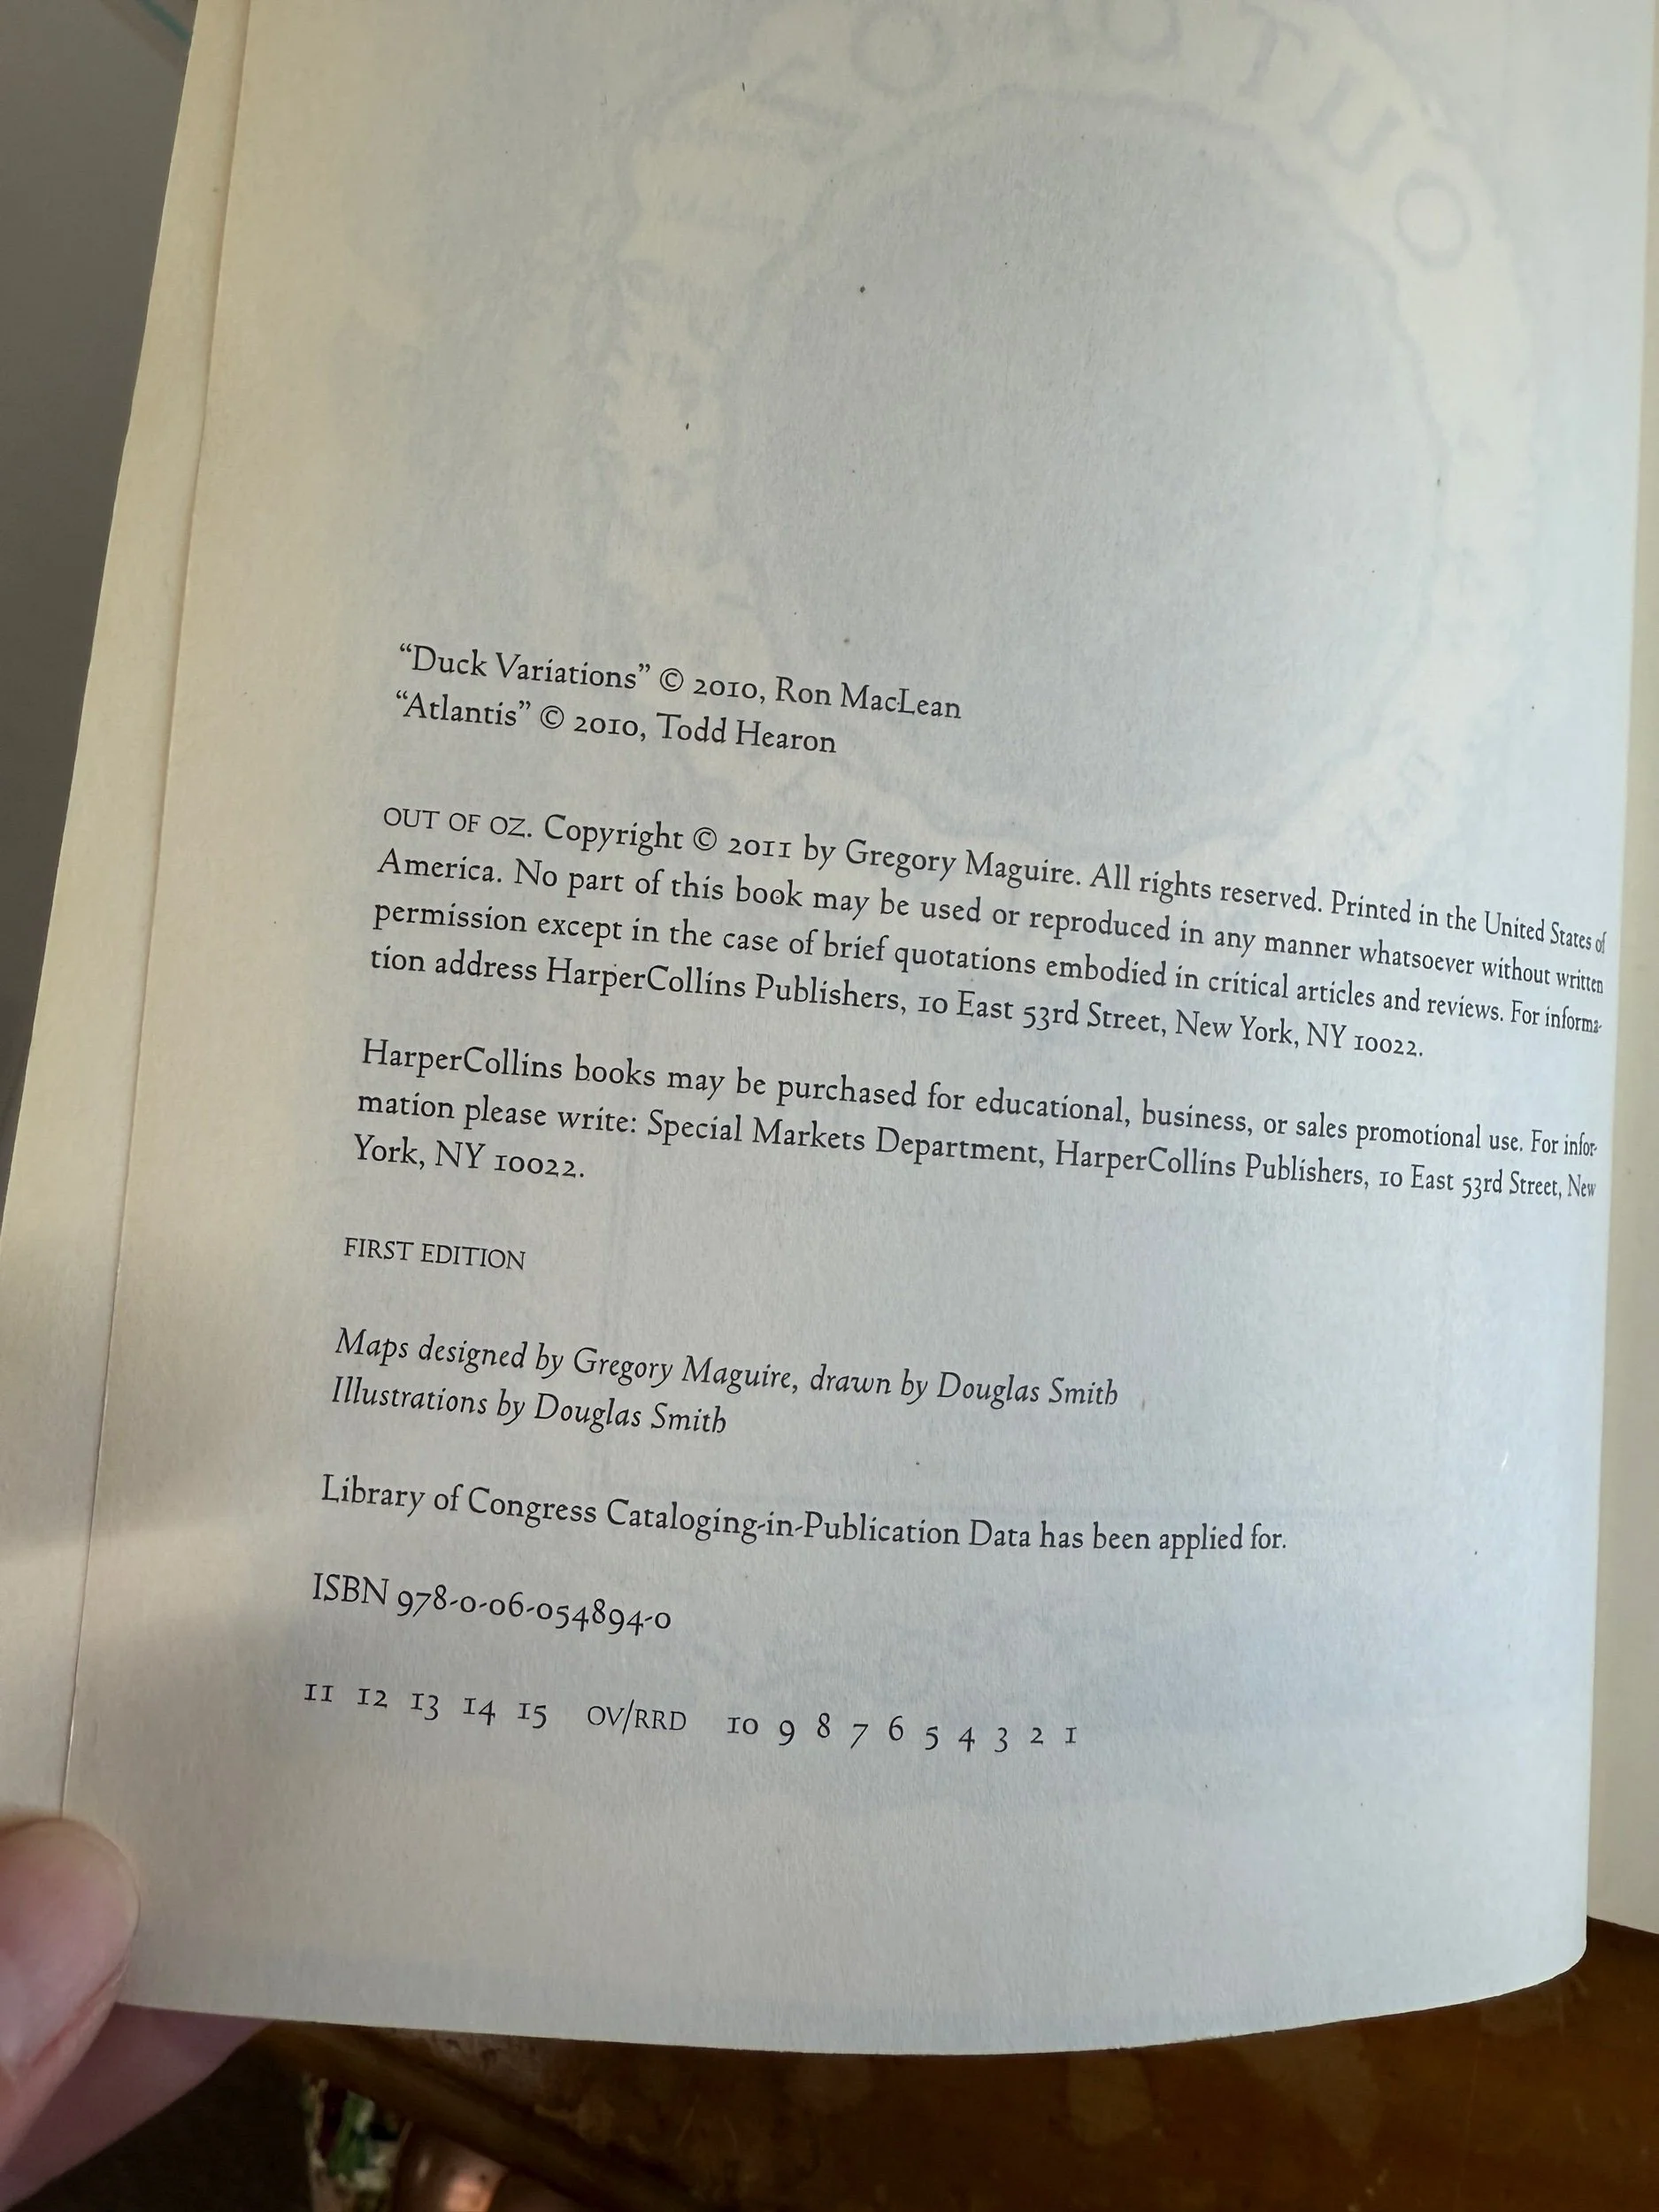 "Duck Variations" © 2010, Ron MacLean
"Atlantis" © 2010, Todd Hearon
OUT OF OZ. Copyright © 2011 by Gregory Maguire. All rights reserved. Printed in the United States of
America. No part of this book may be used or reproduced in any manner whatsoever without written
permission except in the case of brief quotations embodied in critical articles and reviews. For informa-
tion address HarperCollins Publishers, 10 East 53rd Street, New York, NY 10022.
HarperCollins books may be purchased for educational, business, or sales promotional use. For infor-
mation please write: Special Markets Department, HarperCollins Publishers, 10 East 53rd Street, New
York, NY 10022.
FIRST EDITION
Maps designed by Gregory Maguire, drawn by Douglas Smith
Illustrations by Douglas Smith
Library of Congress Cataloging-in-Publication Data has been applied for.
ISBN 978-0-06-054894-0
11 12 13 14 15 OV/RRD 10 9 8 7 6 5 4 3 2 1